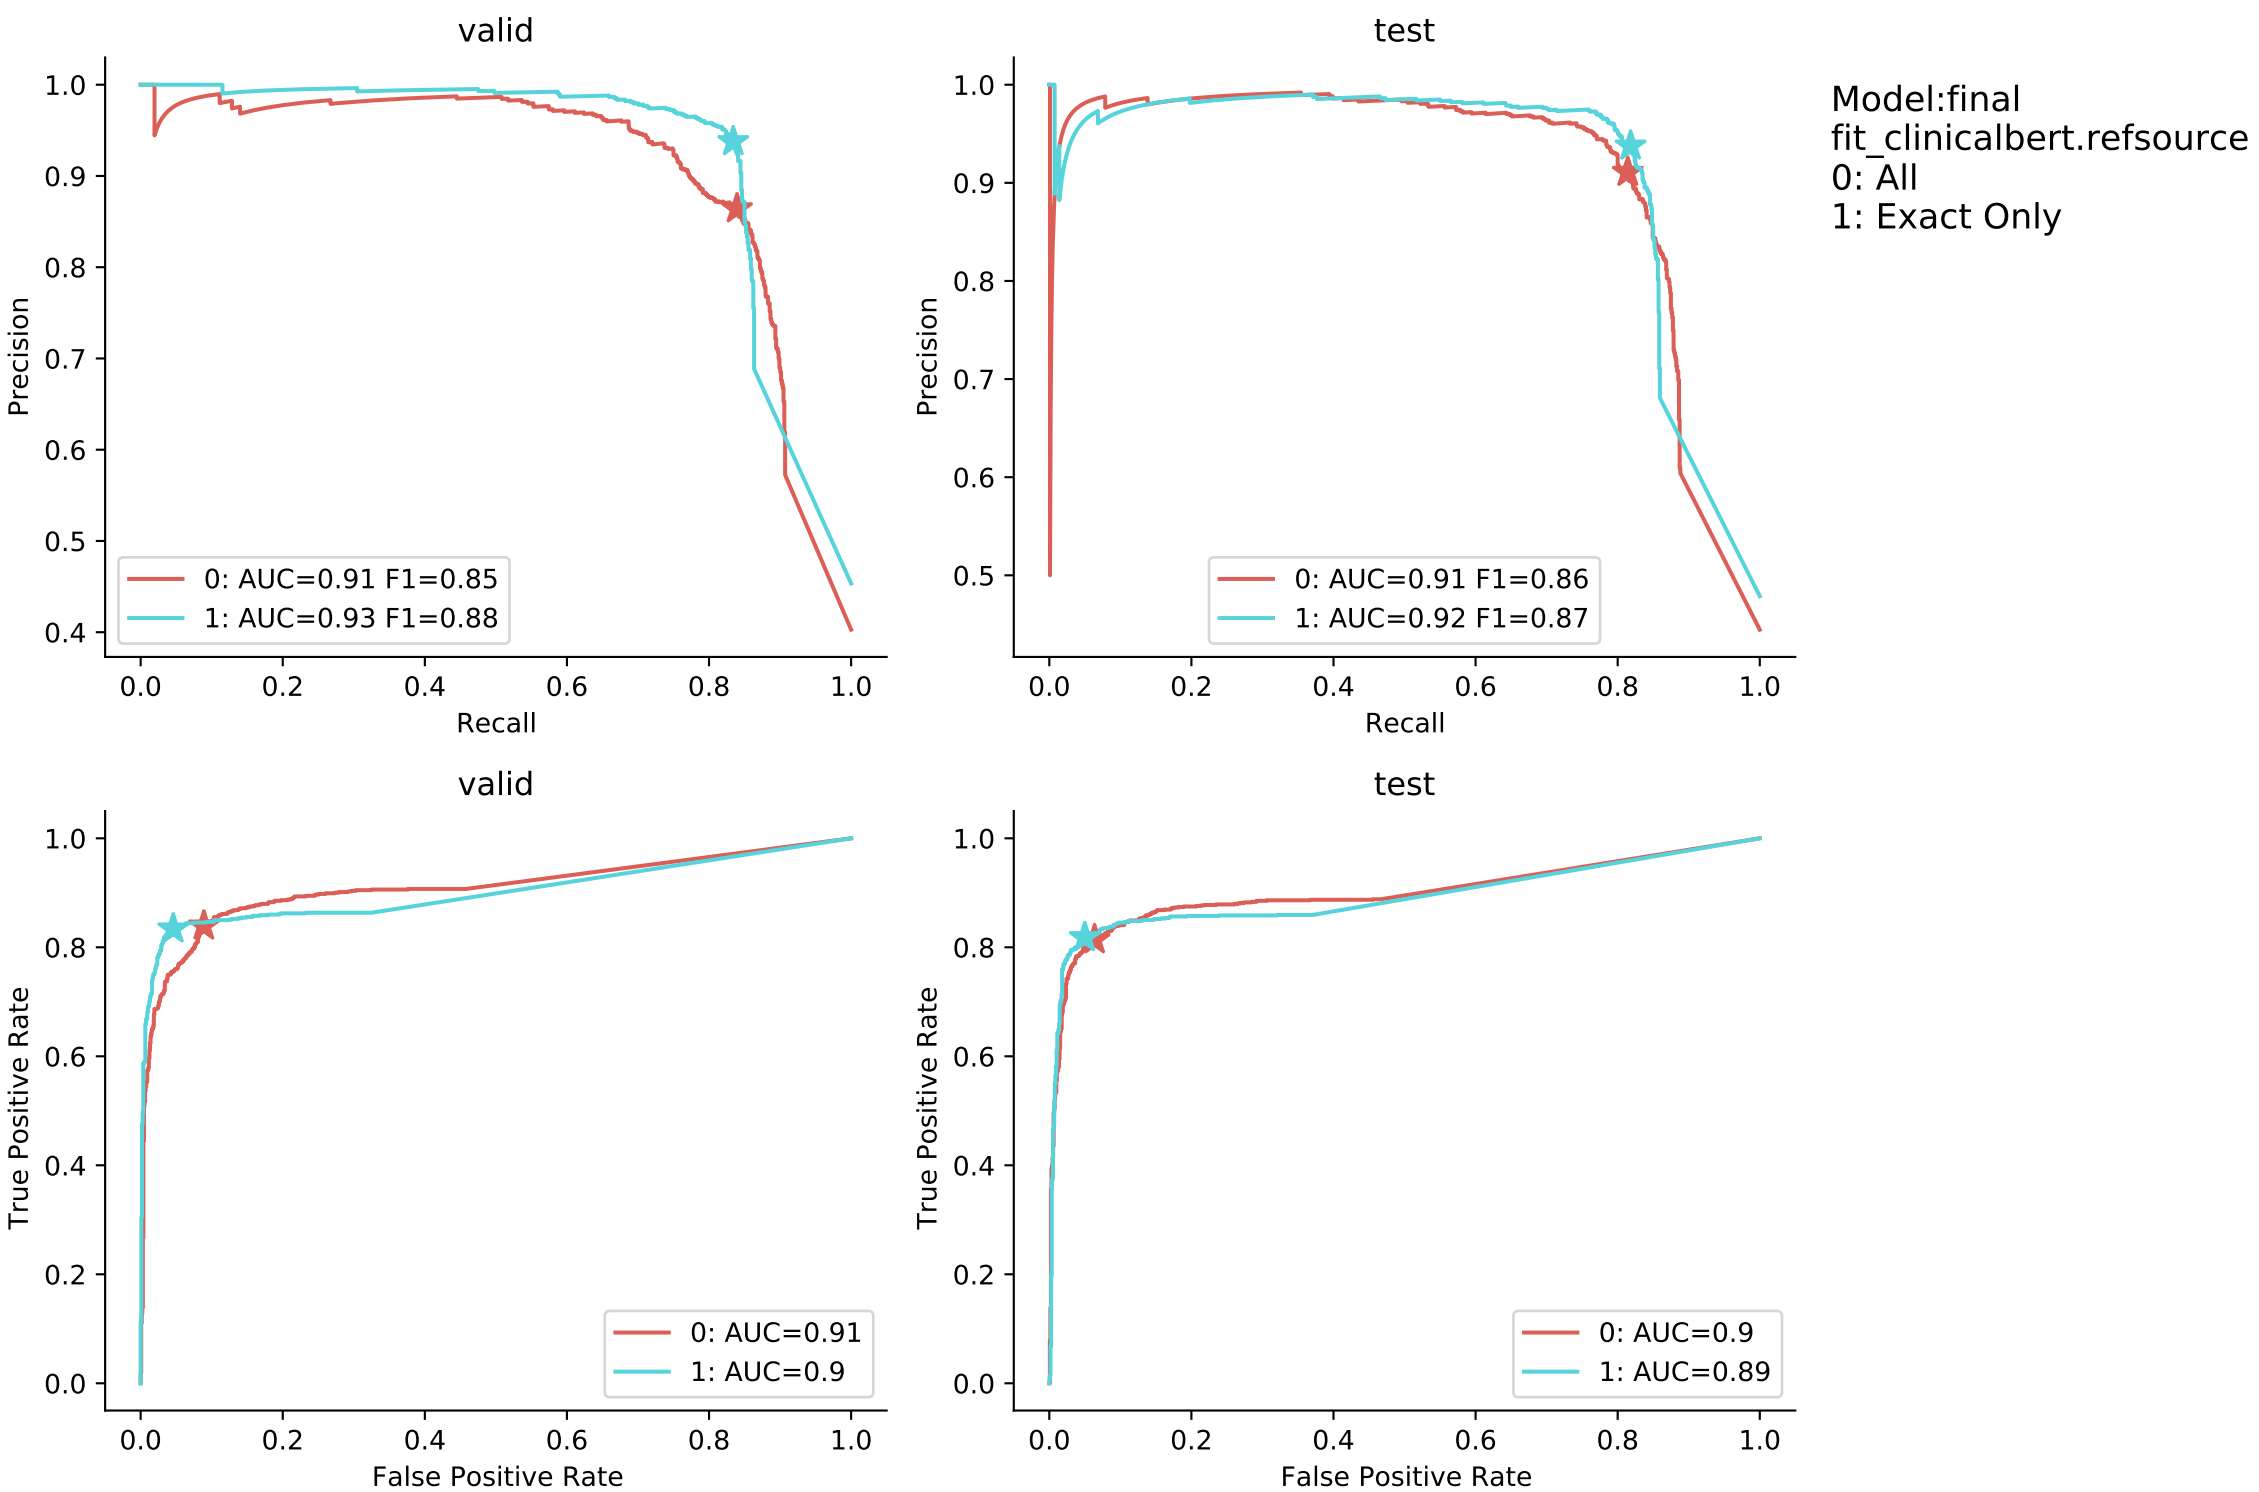 valid
1.0
0.9
0.8
0.7
0.6
0.5
0.4
Precision
0: AUC=0.91 F1=0.85
1: AUC=0.93 F1=0.88
0.0 0.2 0.4 0.6 0.8 1.0
Recall
test
1.0
0.9
0.8
0.7
0.6
0.5
Precision
0: AUC=0.91 F1=0.86
1: AUC=0.92 F1=0.87
0.0 0.2 0.4 0.6 0.8 1.0
Recall
Model:final
fit_clinicalbert.refsource
0: All
1: Exact Only
valid
1.0
0.8
0.6
0.4
0.2
0.0
True Positive Rate
0: AUC=0.91
1: AUC=0.9
0.0 0.2 0.4 0.6 0.8 1.0
False Positive Rate
test
1.0
0.8
0.6
0.4
0.2
0.0
True Positive Rate
0: AUC=0.9
1: AUC=0.89
0.0 0.2 0.4 0.6 0.8 1.0
False Positive Rate